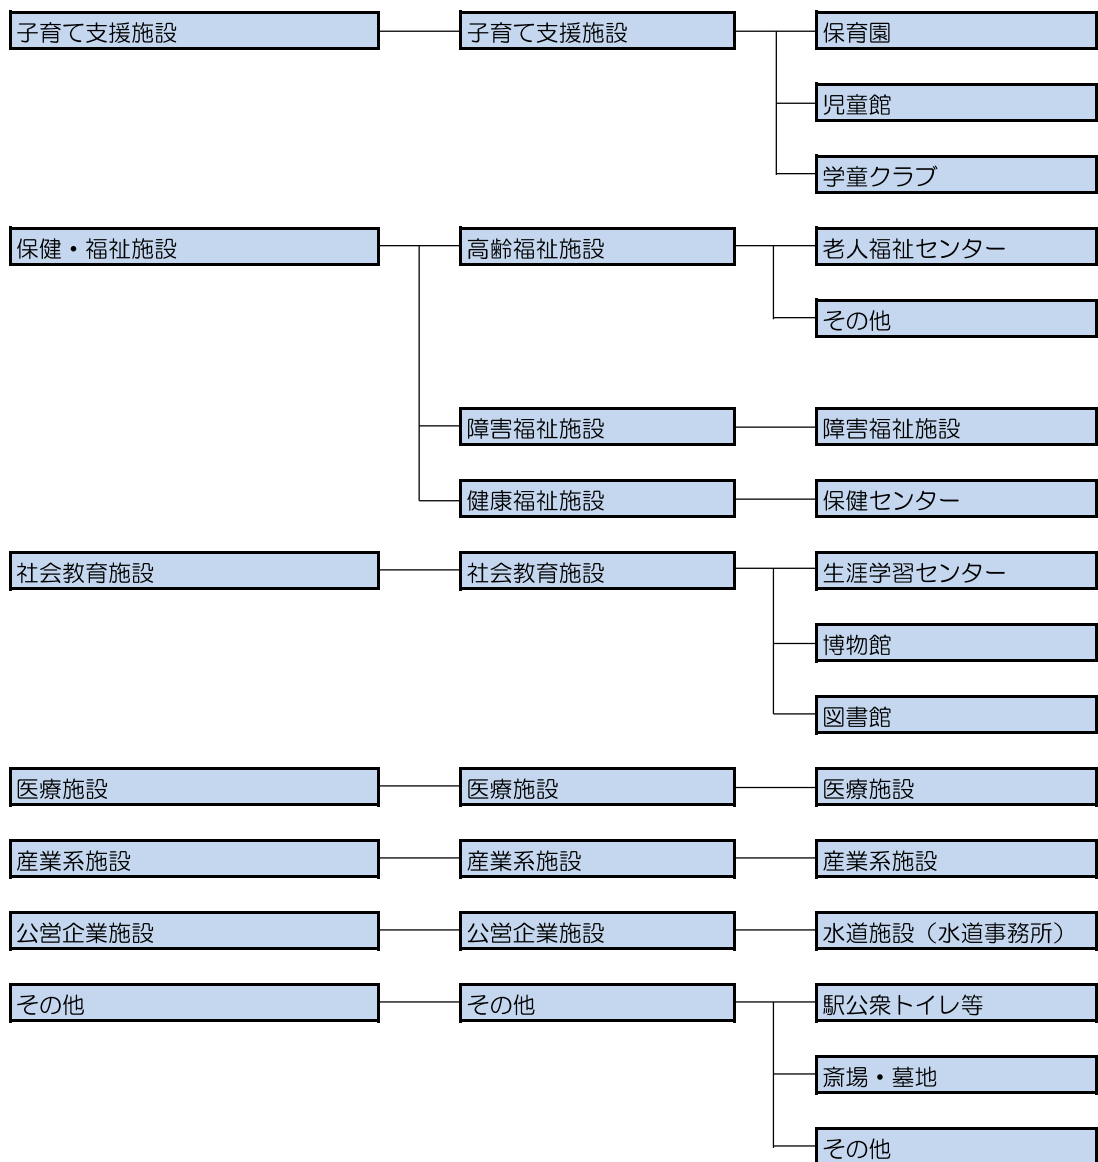 子育て支援施設
子育て支援施設
保育園
児童館
学童クラブ
保健・福祉施設
高齢福祉施設
老人福祉センター
その他
障害福祉施設
障害福祉施設
健康福祉施設
保健センター
社会教育施設
社会教育施設
生涯学習センター
博物館
図書館
医療施設
医療施設
医療施設
産業系施設
産業系施設
産業系施設
公営企業施設
公営企業施設
水道施設（水道事務所）
その他
その他
駅公衆トイレ等
斎場・墓地
その他